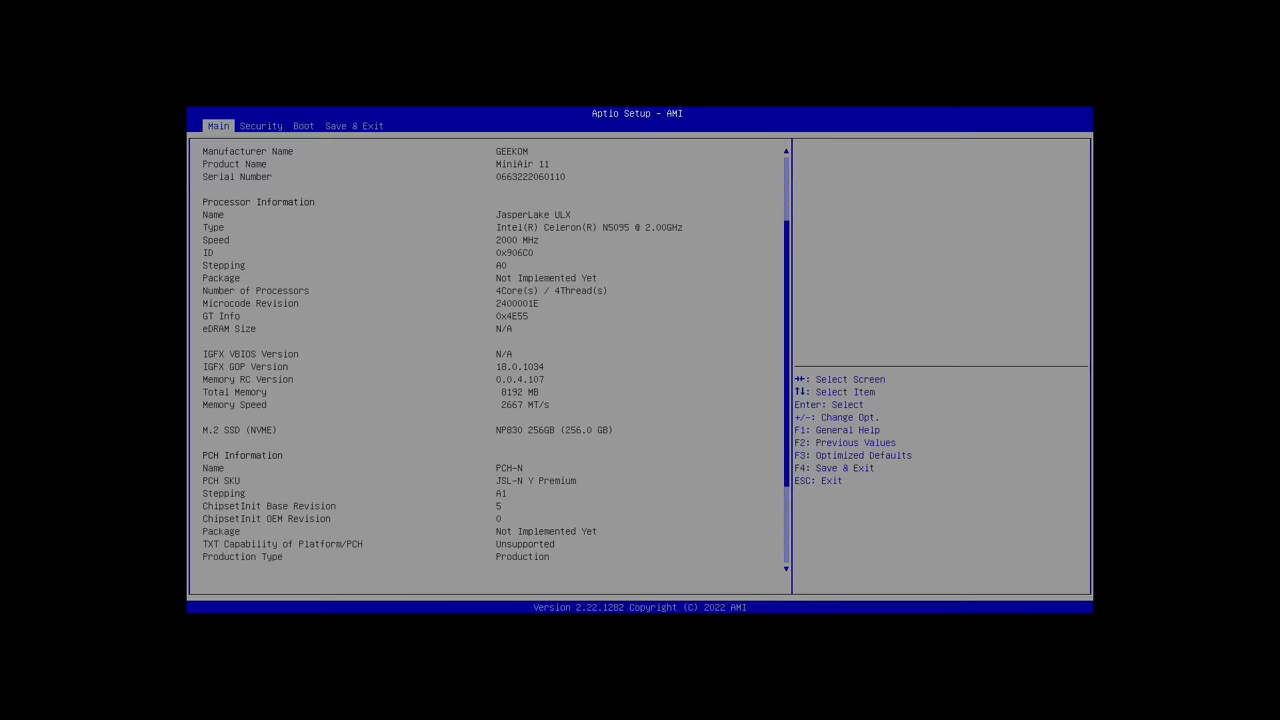 Aptio Setup – AMI
Main Security Boot Save & Exit
Manufacturer Name GEEKOM
Product Name MiniAir 11
Serial Number 0663222060110
Processor Information
Name JasperLake ULX
Type Intel(R) Celeron(R) N5095 @ 2.00GHz
Speed 2000 MHz
ID 0x906C0
Stepping A0
Package Not Implemented Yet
Number of Processors 4Core(s) / 4Thread(s)
Microcode Revision 2400001E
GT Info 0x4E55
eDRAM Size N/A
IGFX VBIOS Version N/A
IGFX GOP Version 18.0.1034
Memory RC Version 0.0.4.107
Total Memory 8192 MB
Memory Speed 2667 MT/s
M.2 SSD (NVME) NP830 256GB (256.0 GB)
PCH Information
Name PCH-N
PCH SKU JSL-N Y Premium
Stepping A1
ChipsetInit Base Revision 5
ChipsetInit OEM Revision 0
Package Not Implemented Yet
TXT Capability of Platform/PCH Unsupported
Production Type Production
→←: Select Screen
↑↓: Select Item
Enter: Select
+/-: Change Opt.
F1: General Help
F2: Previous Values
F3: Optimized Defaults
F4: Save & Exit
ESC: Exit
Version 2.22.1282 Copyright (C) 2022 AMI